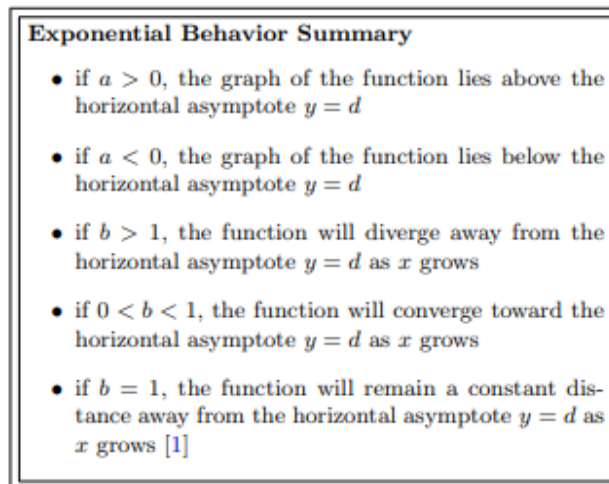 Exponential Behavior Summary
• if a > 0, the graph of the function lies above the
horizontal asymptote y = d
• if a < 0, the graph of the function lies below the
horizontal asymptote y = d
• if b > 1, the function will diverge away from the
horizontal asymptote y = d as x grows
• if 0 < b < 1, the function will converge toward the
horizontal asymptote y = d as x grows
• if b = 1, the function will remain a constant dis-
tance away from the horizontal asymptote y = d as
x grows [1]